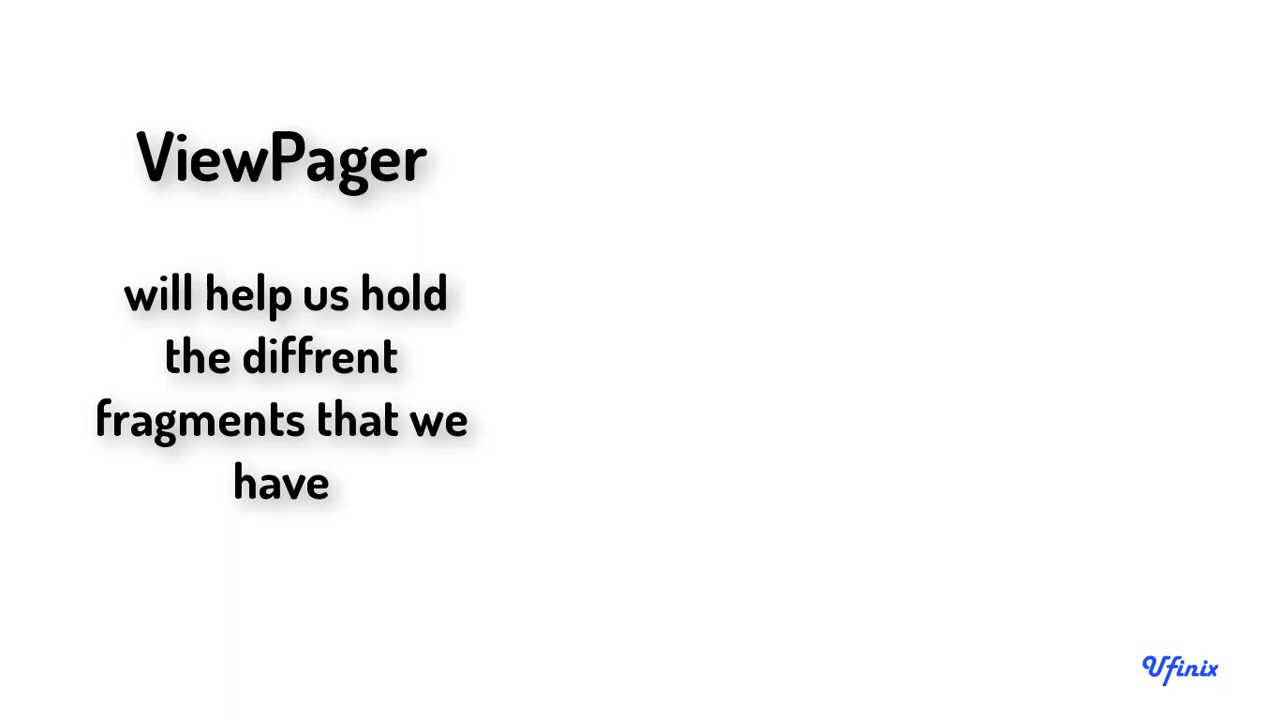 ViewPager
will help us hold
the diffrent
fragments that we
have
Ufinix